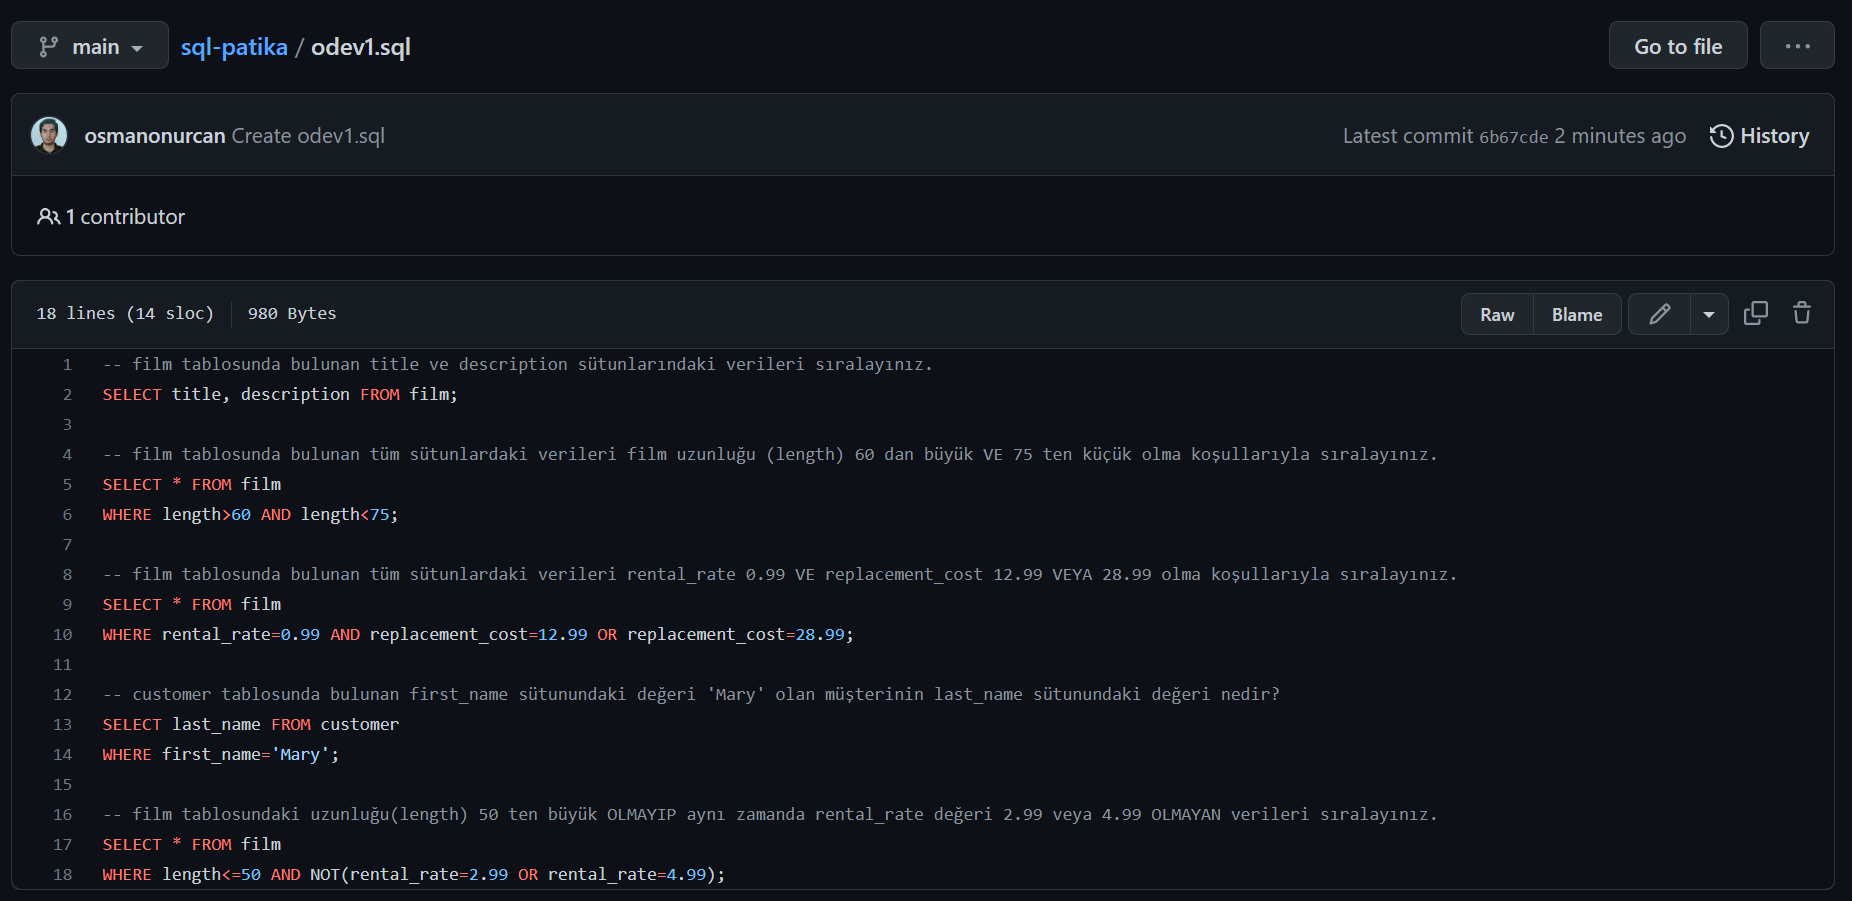 main
sql-patika / odev1.sql
Go to file
osmanonurcan Create odev1.sql
Latest commit 6b67cde 2 minutes ago
History
1 contributor
18 lines (14 sloc)
980 Bytes
Raw
Blame
1 -- film tablosunda bulunan title ve description sütunlarındaki verileri sıralayınız.
2 SELECT title, description FROM film;
3
4 -- film tablosunda bulunan tüm sütunlardaki verileri film uzunluğu (length) 60 dan büyük VE 75 ten küçük olma koşullarıyla sıralayınız.
5 SELECT * FROM film
6 WHERE length>60 AND length<75;
7
8 -- film tablosunda bulunan tüm sütunlardaki verileri rental_rate 0.99 VE replacement_cost 12.99 VEYA 28.99 olma koşullarıyla sıralayınız.
9 SELECT * FROM film
10 WHERE rental_rate=0.99 AND replacement_cost=12.99 OR replacement_cost=28.99;
11
12 -- customer tablosunda bulunan first_name sütunundaki değeri 'Mary' olan müşterinin last_name sütunundaki değeri nedir?
13 SELECT last_name FROM customer
14 WHERE first_name='Mary';
15
16 -- film tablosundaki uzunluğu(length) 50 ten büyük OLMAYIP aynı zamanda rental_rate değeri 2.99 veya 4.99 OLMAYAN verileri sıralayınız.
17 SELECT * FROM film
18 WHERE length<=50 AND NOT(rental_rate=2.99 OR rental_rate=4.99);